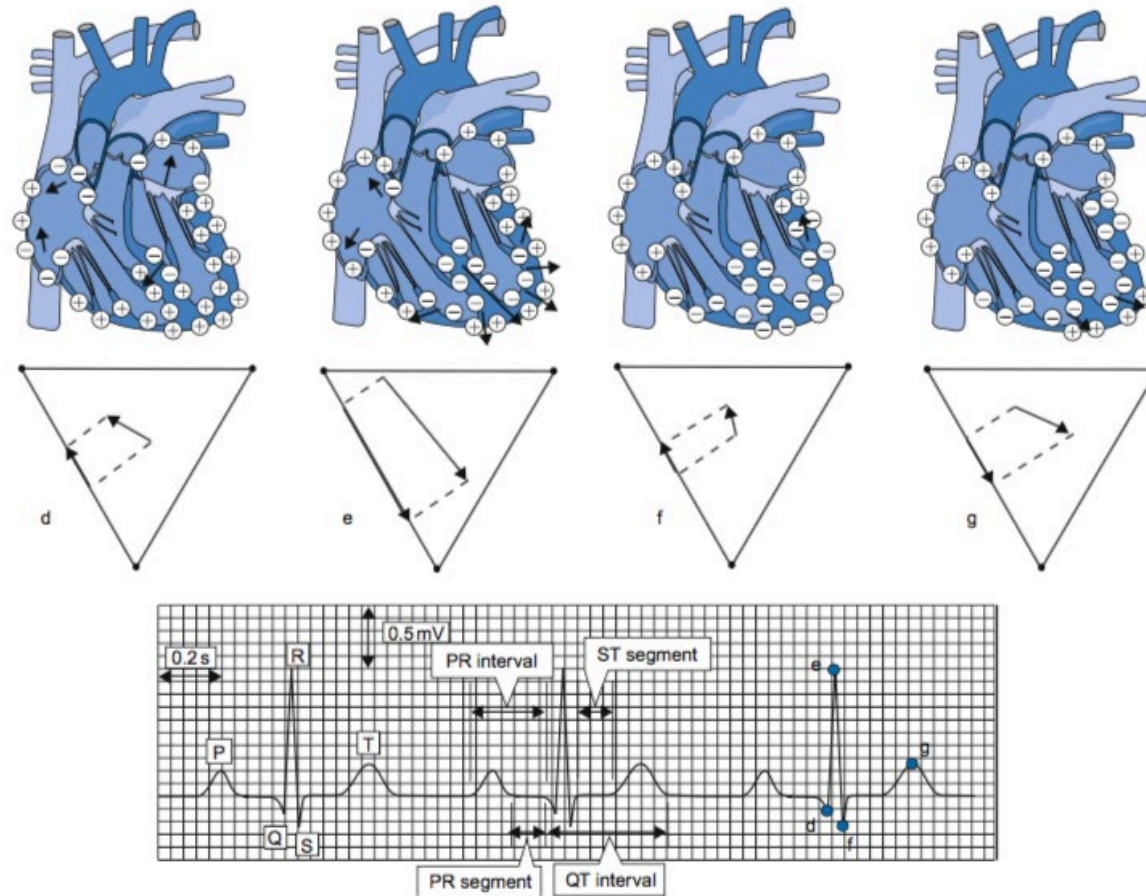 d
e
f
g
0.5 mV
0.2 s
R
PR interval
ST segment
e
P
T
g
Q
S
d
f
PR segment
QT interval